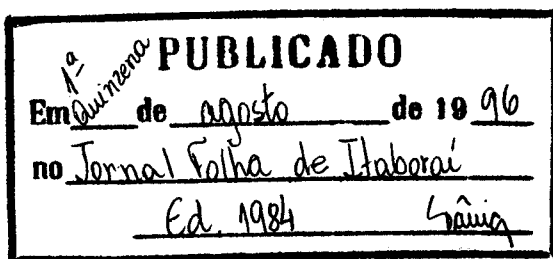 PUBLICADO
Em 1ª Quinzena de agosto de 19 96
no Jornal Folha de Itaboraí
Ed. 1984 Sânia